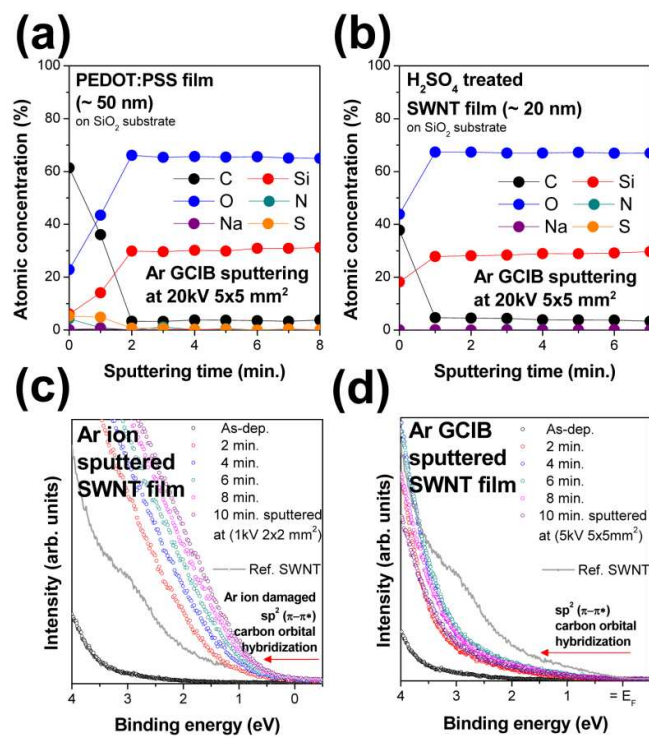 (a)
PEDOT:PSS film
(~ 50 nm)
on SiO₂ substrate
C Si
O N
Na S
Ar GCIB sputtering
at 20kV 5x5 mm²
Atomic concentration (%)
100
80
60
40
20
0
0 2 4 6 8
Sputtering time (min.)
(b)
H₂SO₄ treated
SWNT film (~ 20 nm)
on SiO₂ substrate
C Si
O N
Na S
Ar GCIB sputtering
at 20kV 5x5 mm²
Atomic concentration (%)
100
80
60
40
20
0
0 2 4 6 8
Sputtering time (min.)
(c)
Ar ion
sputtered
SWNT film
As-dep.
2 min.
4 min.
6 min.
8 min.
10 min. sputtered
at (1kV 2x2 mm²)
Ref. SWNT
Ar ion damaged
sp² (π−π*)
carbon orbital
hybridization
Intensity (arb. units)
4 3 2 1 0
Binding energy (eV)
(d)
Ar GCIB
sputtered
SWNT film
As-dep.
2 min.
4 min.
6 min.
8 min.
10 min. sputtered
at (5kV 5x5mm²)
Ref. SWNT
sp² (π−π*)
carbon orbital
hybridization
Intensity (arb. units)
4 3 2 1 = E_F
Binding energy (eV)